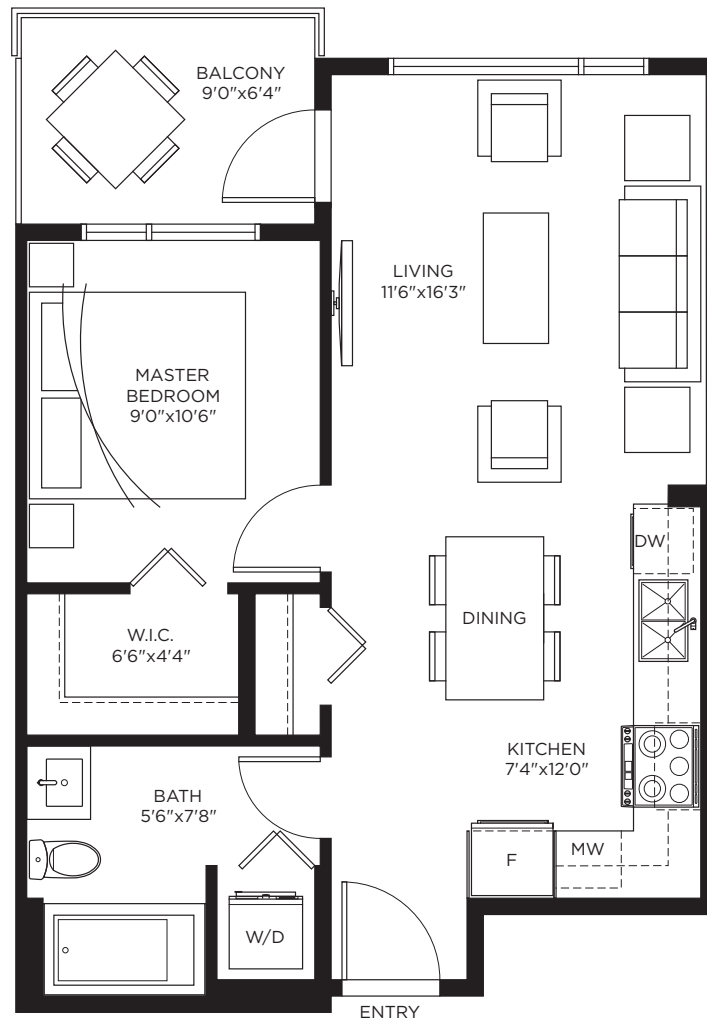 BALCONY
9'0"x6'4"
LIVING
11'6"x16'3"
MASTER
BEDROOM
9'0"x10'6"
DW
DINING
W.I.C.
6'6"x4'4"
KITCHEN
7'4"x12'0"
BATH
5'6"x7'8"
F
MW
W/D
ENTRY